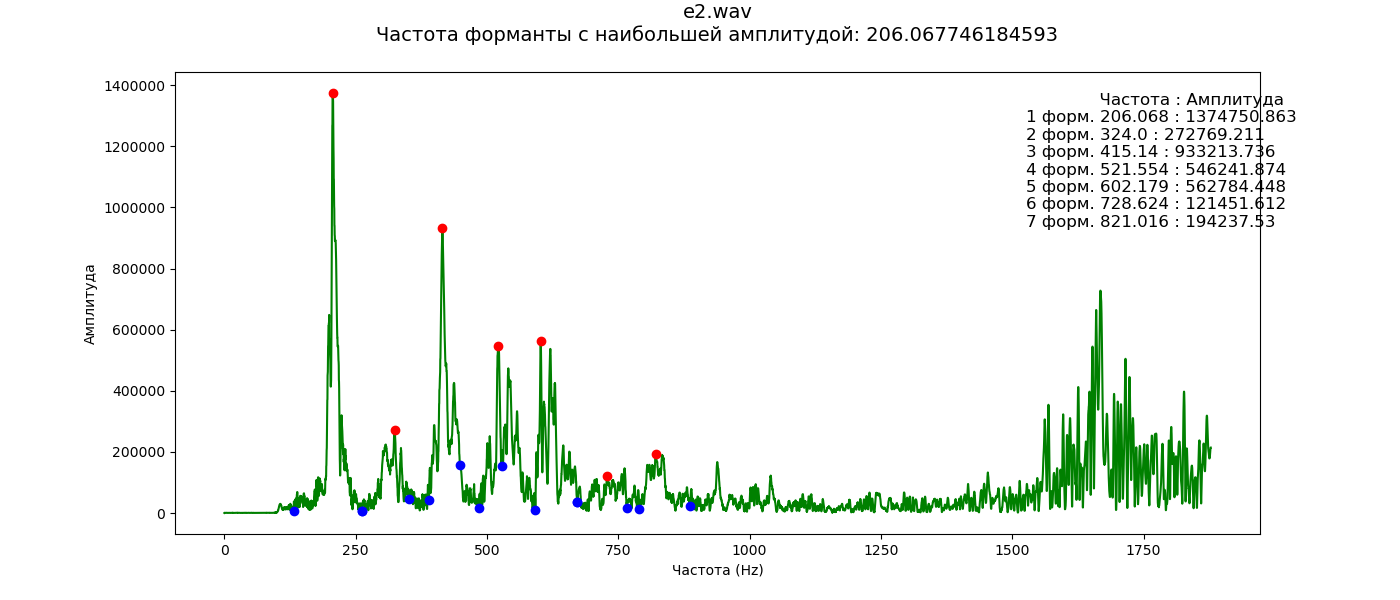 e2.wav
Частота форманты с наибольшей амплитудой: 206.067746184593
1400000
1200000
1000000
800000
600000
400000
200000
0
Амплитуда
Частота : Амплитуда
1 форм. 206.068 : 1374750.863
2 форм. 324.0 : 272769.211
3 форм. 415.14 : 933213.736
4 форм. 521.554 : 546241.874
5 форм. 602.179 : 562784.448
6 форм. 728.624 : 121451.612
7 форм. 821.016 : 194237.53
0 250 500 750 1000 1250 1500 1750
Частота (Hz)